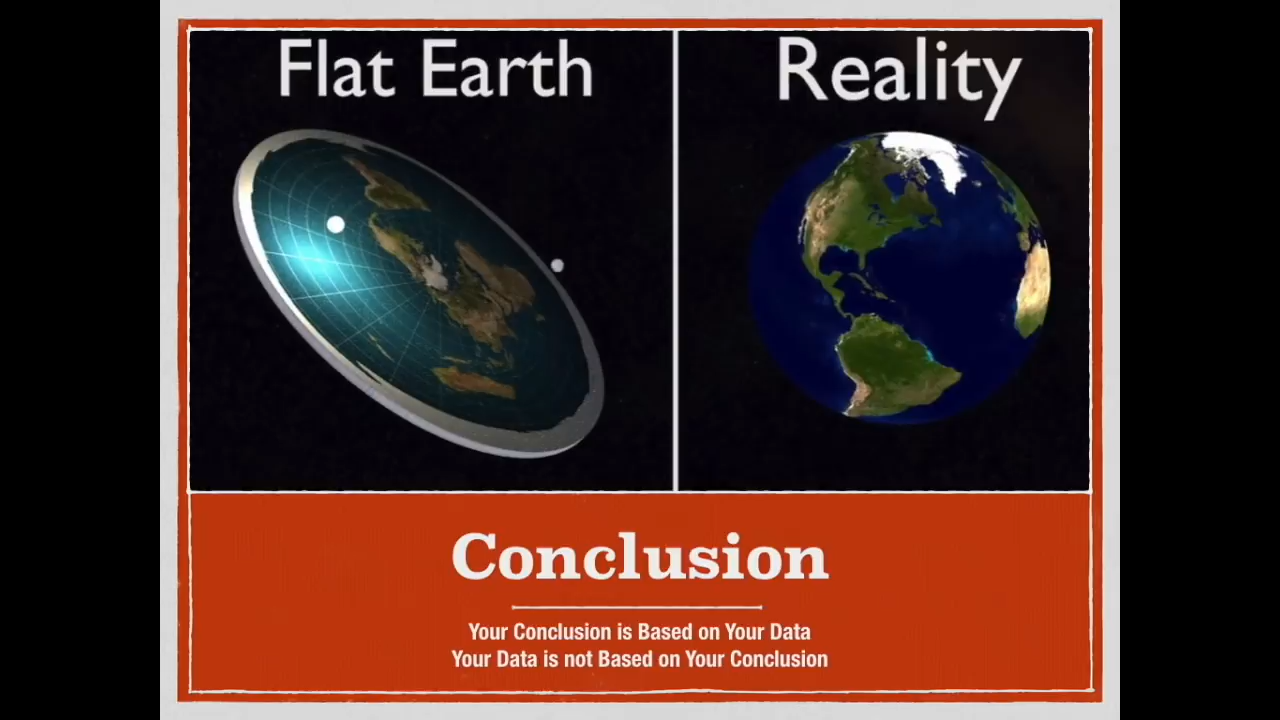 Flat Earth
Reality
Conclusion
Your Conclusion is Based on Your Data
Your Data is not Based on Your Conclusion